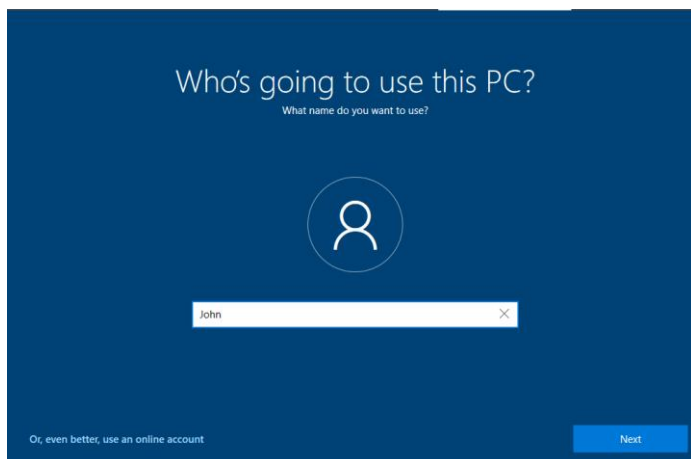 Who's going to use this PC?
What name do you want to use?
John
Or, even better, use an online account
Next